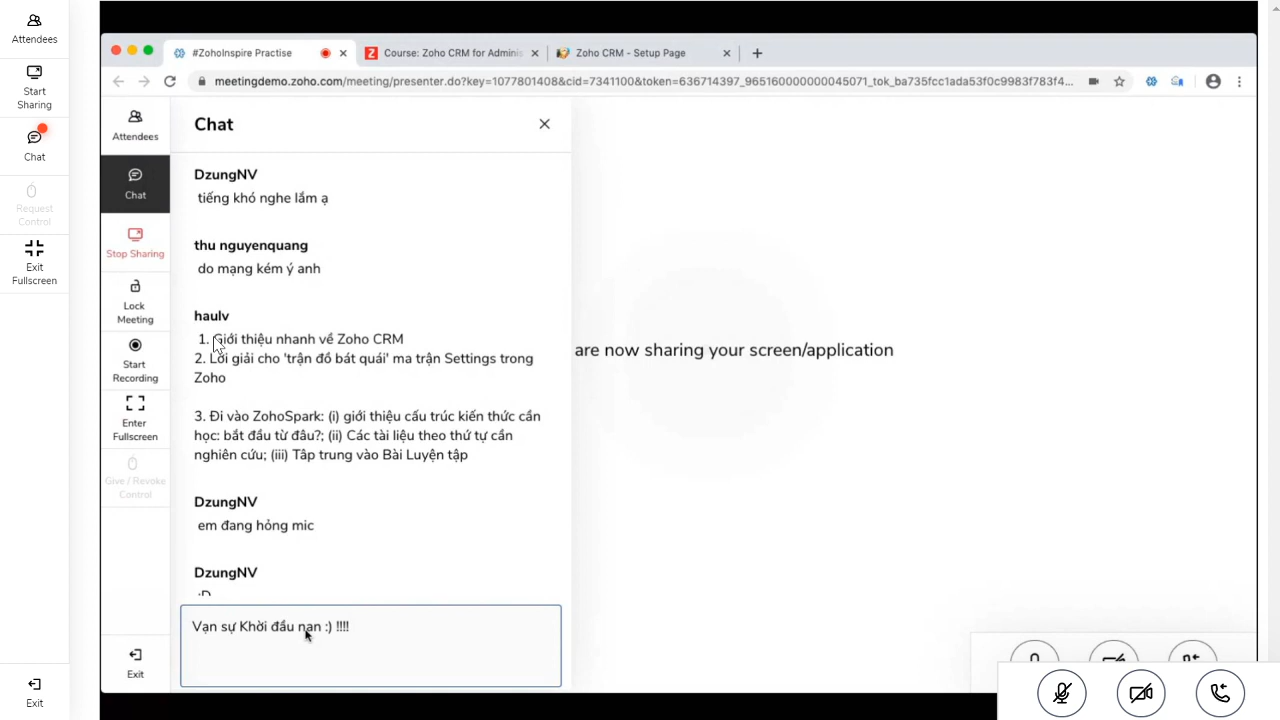 Attendees
Start
Sharing
Chat
Request
Control
Exit
Fullscreen
Exit
#ZohoInspire Practise
Course: Zoho CRM for Adminis
Zoho CRM - Setup Page
meetingdemo.zoho.com/meeting/presenter.do?key=1077801408&cid=7341100&token=636714397_965160000000045071_tok_ba735fcc1ada53f0c9983f783f4...
Attendees
Chat
Stop Sharing
Lock
Meeting
Start
Recording
Enter
Fullscreen
Give / Revoke
Control
Exit
Chat
DzungNV
tiếng khó nghe lắm ạ
thu nguyenquang
do mạng kém ý anh
haulv
1. Giới thiệu nhanh về Zoho CRM
2. Lời giải cho 'trận đồ bát quái' ma trận Settings trong
Zoho
3. Đi vào ZohoSpark: (i) giới thiệu cấu trúc kiến thức cần
học: bắt đầu từ đâu?; (ii) Các tài liệu theo thứ tự cần
nghiên cứu; (iii) Tâp trung vào Bài Luyện tập
DzungNV
em đang hỏng mic
DzungNV
:D
Vạn sự Khời đầu nan :) !!!!
are now sharing your screen/application